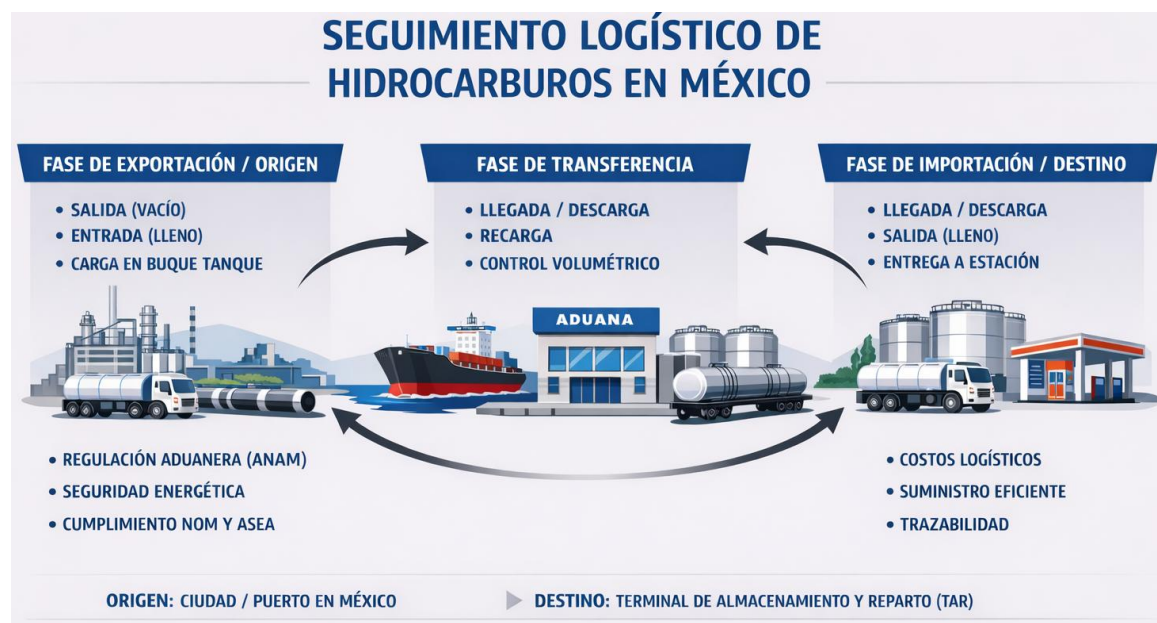 SEGUIMIENTO LOGÍSTICO DE
HIDROCARBUROS EN MÉXICO
FASE DE EXPORTACIÓN / ORIGEN
• SALIDA (VACÍO)
• ENTRADA (LLENO)
• CARGA EN BUQUE TANQUE
FASE DE TRANSFERENCIA
• LLEGADA / DESCARGA
• RECARGA
• CONTROL VOLUMÉTRICO
FASE DE IMPORTACIÓN / DESTINO
• LLEGADA / DESCARGA
• SALIDA (LLENO)
• ENTREGA A ESTACIÓN
ADUANA
• REGULACIÓN ADUANERA (ANAM)
• SEGURIDAD ENERGÉTICA
• CUMPLIMIENTO NOM Y ASEA
• COSTOS LOGÍSTICOS
• SUMINISTRO EFICIENTE
• TRAZABILIDAD
ORIGEN: CIUDAD / PUERTO EN MÉXICO
DESTINO: TERMINAL DE ALMACENAMIENTO Y REPARTO (TAR)